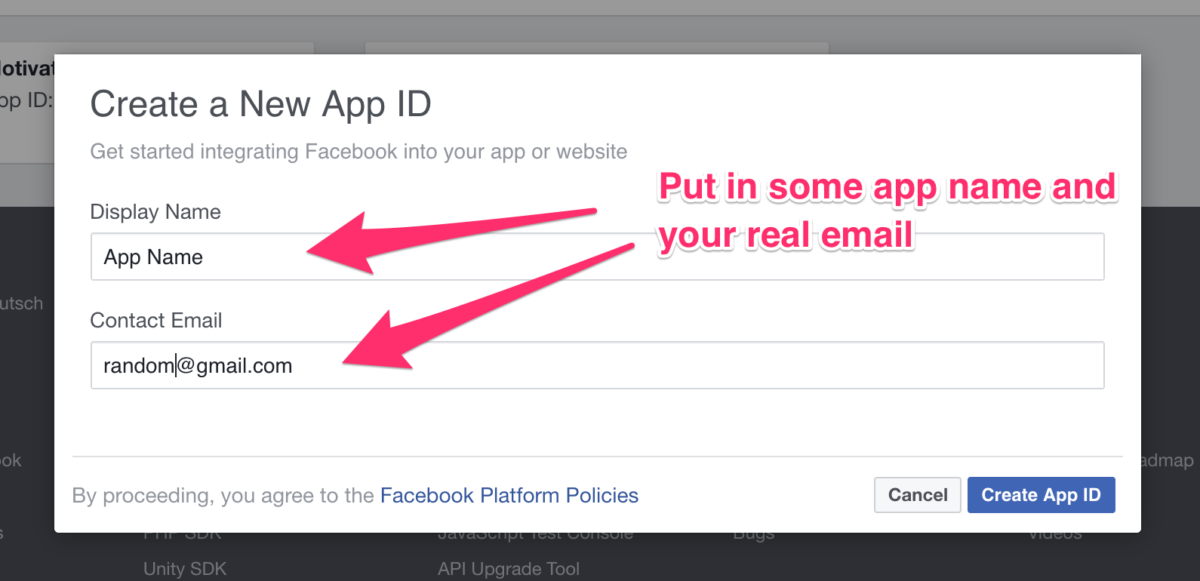 Create a New App ID
Get started integrating Facebook into your app or website
Put in some app name and
your real email
Display Name
App Name
Contact Email
random@gmail.com
By proceeding, you agree to the Facebook Platform Policies
Cancel
Create App ID
otivat
pp ID:
utsch
ook
admap
s
PHP SDK
JavaScript Test Console
Bugs
Videos
Unity SDK
API Upgrade Tool